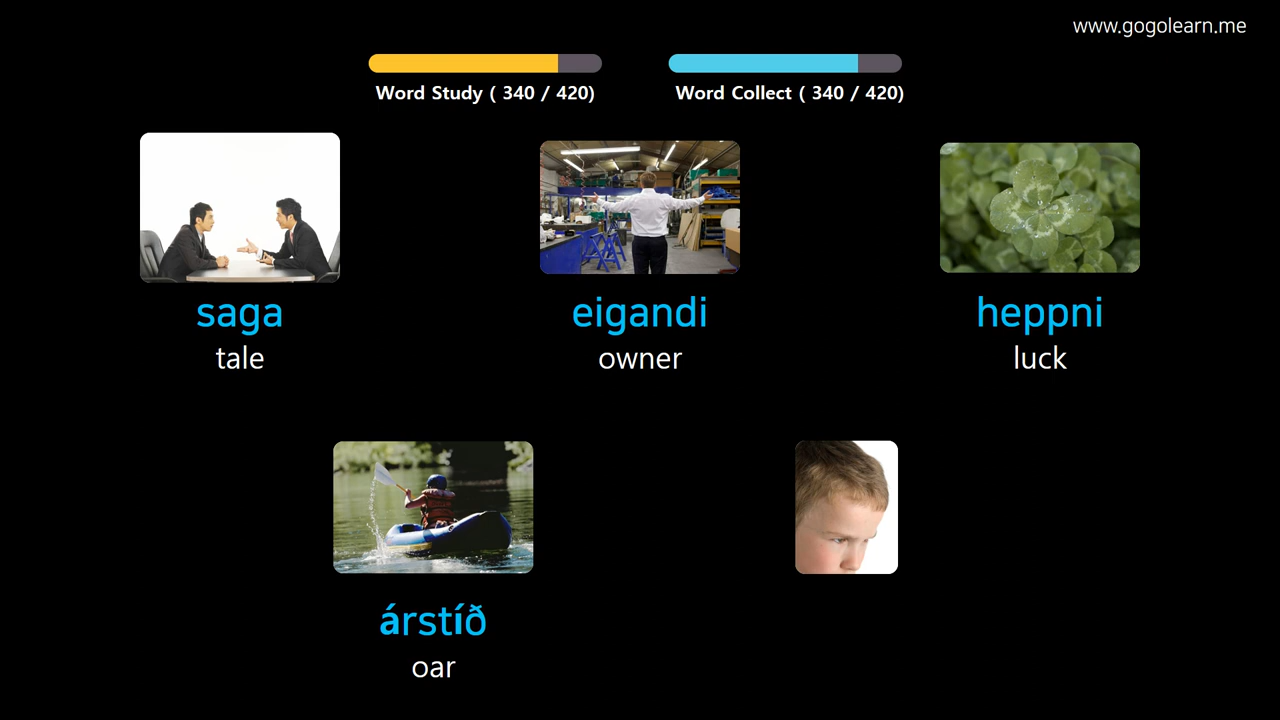 www.gogolearn.me
Word Study ( 340 / 420)
Word Collect ( 340 / 420)
saga
tale
eigandi
owner
heppni
luck
árstíð
oar